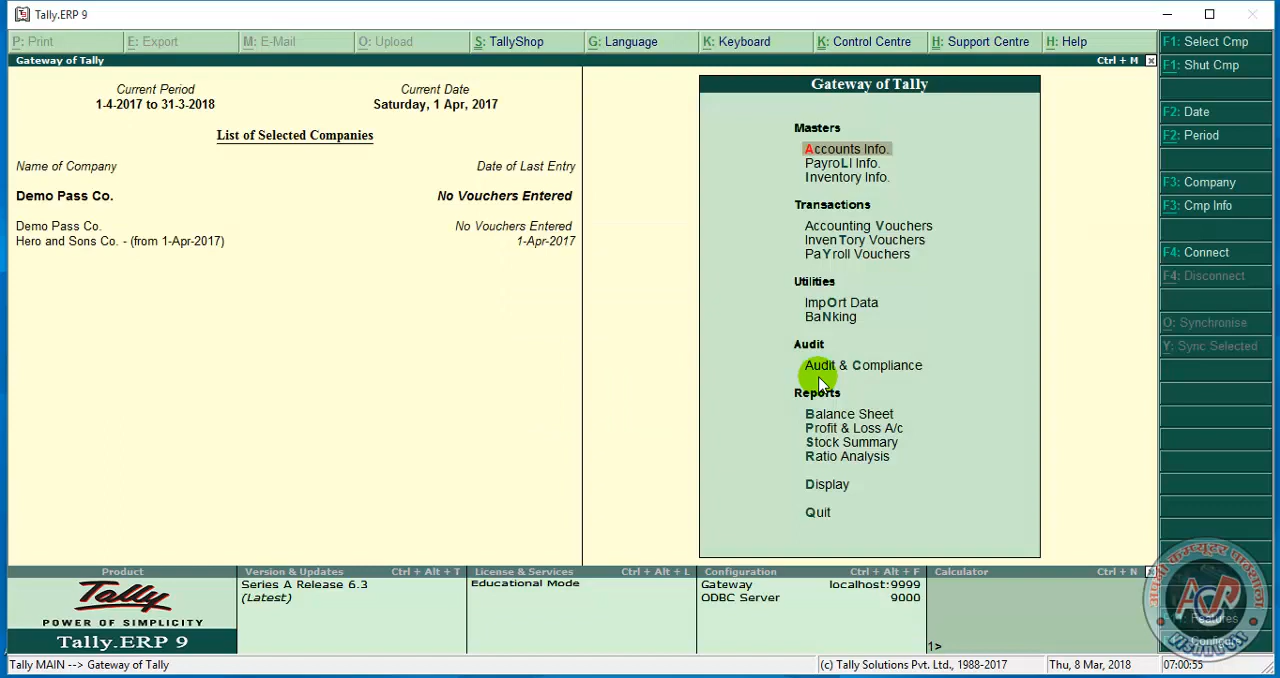 Tally.ERP 9
P: Print E: Export M: E-Mail O: Upload S: TallyShop G: Language K: Keyboard K: Control Centre H: Support Centre H: Help
Gateway of Tally Ctrl + M
Current Period Current Date
1-4-2017 to 31-3-2018 Saturday, 1 Apr, 2017
List of Selected Companies
Name of Company Date of Last Entry
Demo Pass Co. No Vouchers Entered
Demo Pass Co. No Vouchers Entered
Hero and Sons Co. - (from 1-Apr-2017) 1-Apr-2017
Gateway of Tally
Masters
Accounts Info.
PayroLl Info.
Inventory Info.
Transactions
Accounting Vouchers
InvenTory Vouchers
PaYroll Vouchers
Utilities
ImpOrt Data
BaNking
Audit
Audit & Compliance
Reports
Balance Sheet
Profit & Loss A/c
Stock Summary
Ratio Analysis
Display
Quit
F1: Select Cmp
F1: Shut Cmp
F2: Date
F2: Period
F3: Company
F3: Cmp Info
F4: Connect
F4: Disconnect
O: Synchronise
Y: Sync Selected
Features
Product
Tally
POWER OF SIMPLICITY
Tally.ERP 9
Version & Updates Ctrl + Alt + T
Series A Release 6.3
(Latest)
License & Services Ctrl + Alt + L
Educational Mode
Configuration Ctrl + Alt + F
Gateway localhost:9999
ODBC Server 9000
Calculator Ctrl + N
1>
Tally MAIN --> Gateway of Tally (c) Tally Solutions Pvt. Ltd., 1988-2017 Thu, 8 Mar, 2018 07:00:55